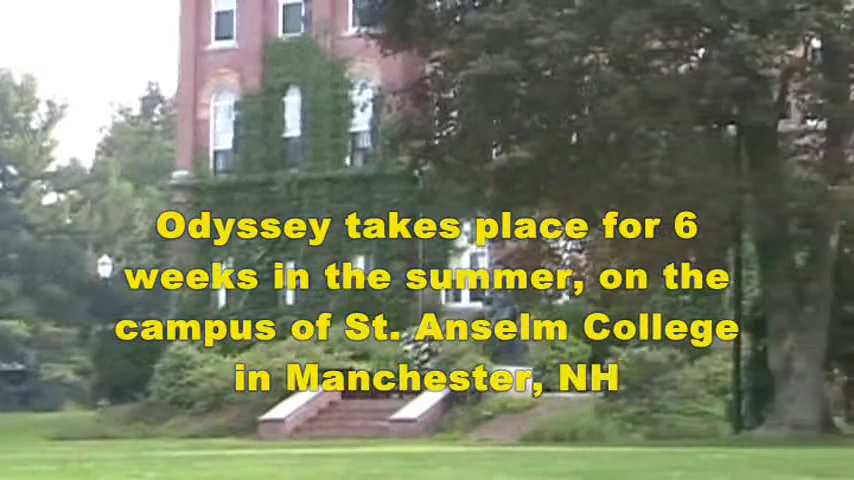 Odyssey takes place for 6
weeks in the summer, on the
campus of St. Anselm College
in Manchester, NH